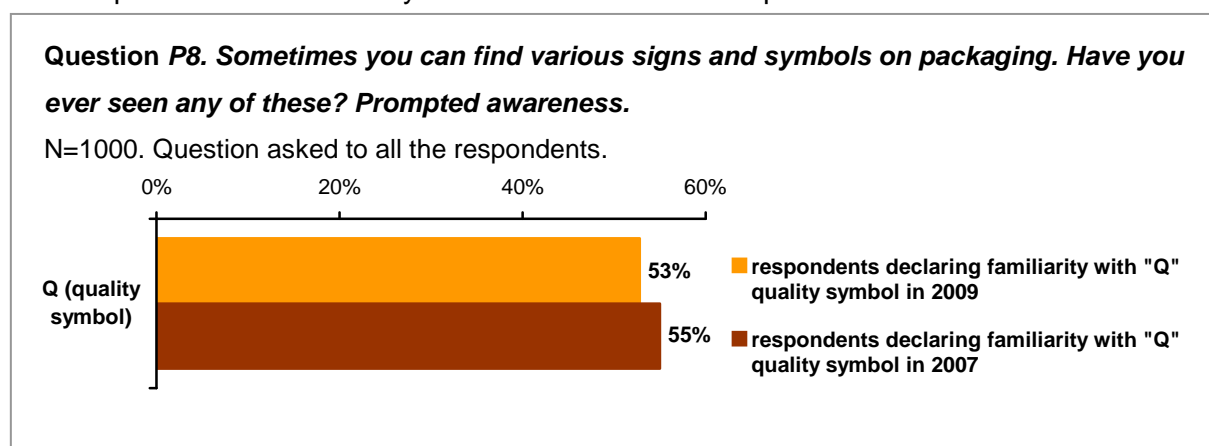 Question P8. Sometimes you can find various signs and symbols on packaging. Have you
ever seen any of these? Prompted awareness.
N=1000. Question asked to all the respondents.
0% 20% 40% 60%
Q (quality
symbol)
53%
55%
respondents declaring familiarity with "Q"
quality symbol in 2009
respondents declaring familiarity with "Q"
quality symbol in 2007